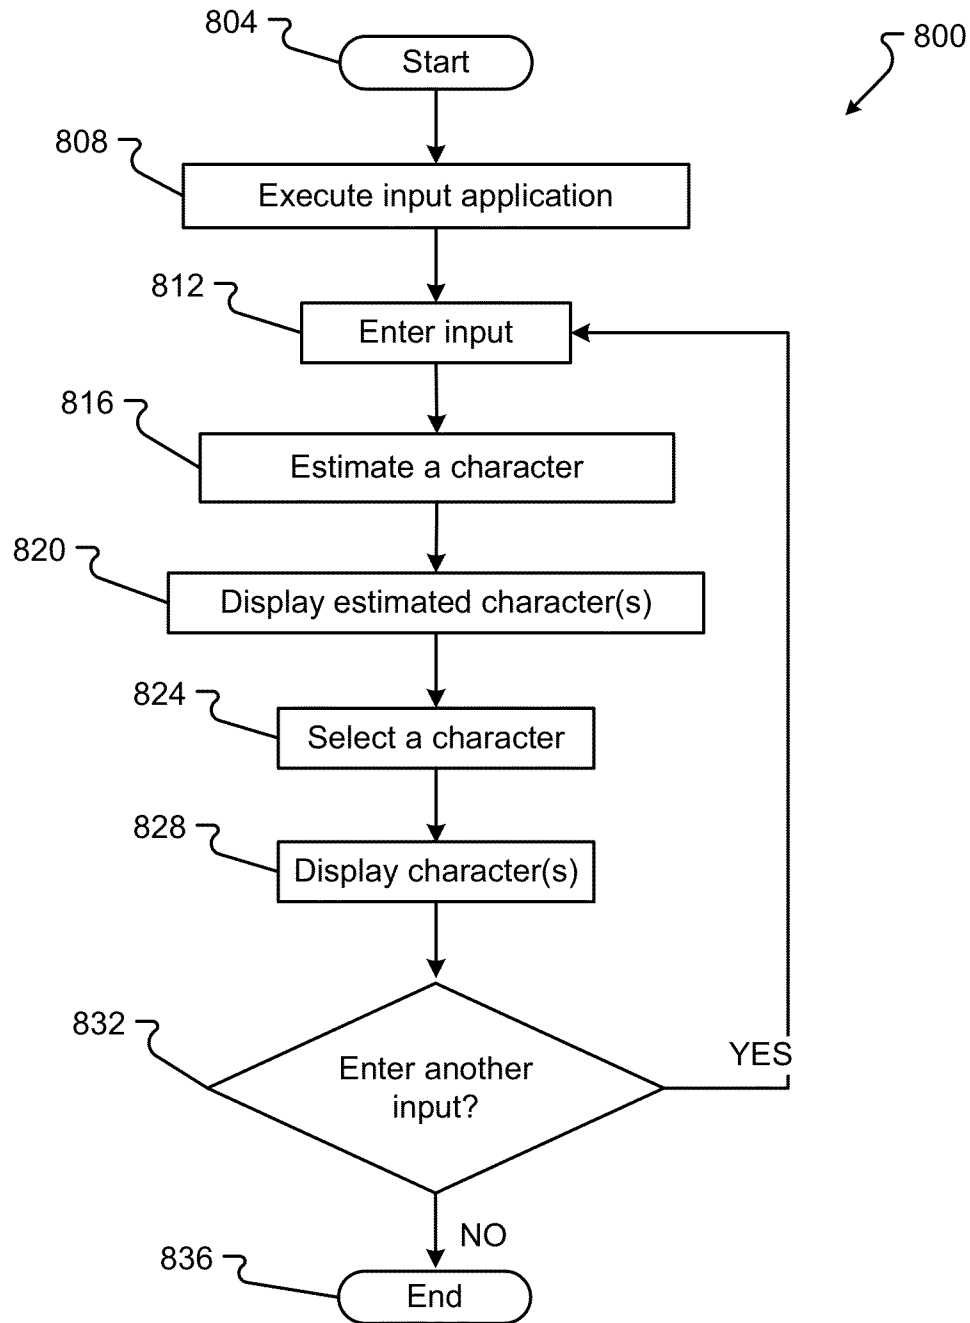 804
Start
800
808
Execute input application
812
Enter input
816
Estimate a character
820
Display estimated character(s)
824
Select a character
828
Display character(s)
832
Enter another
input?
YES
NO
836
End